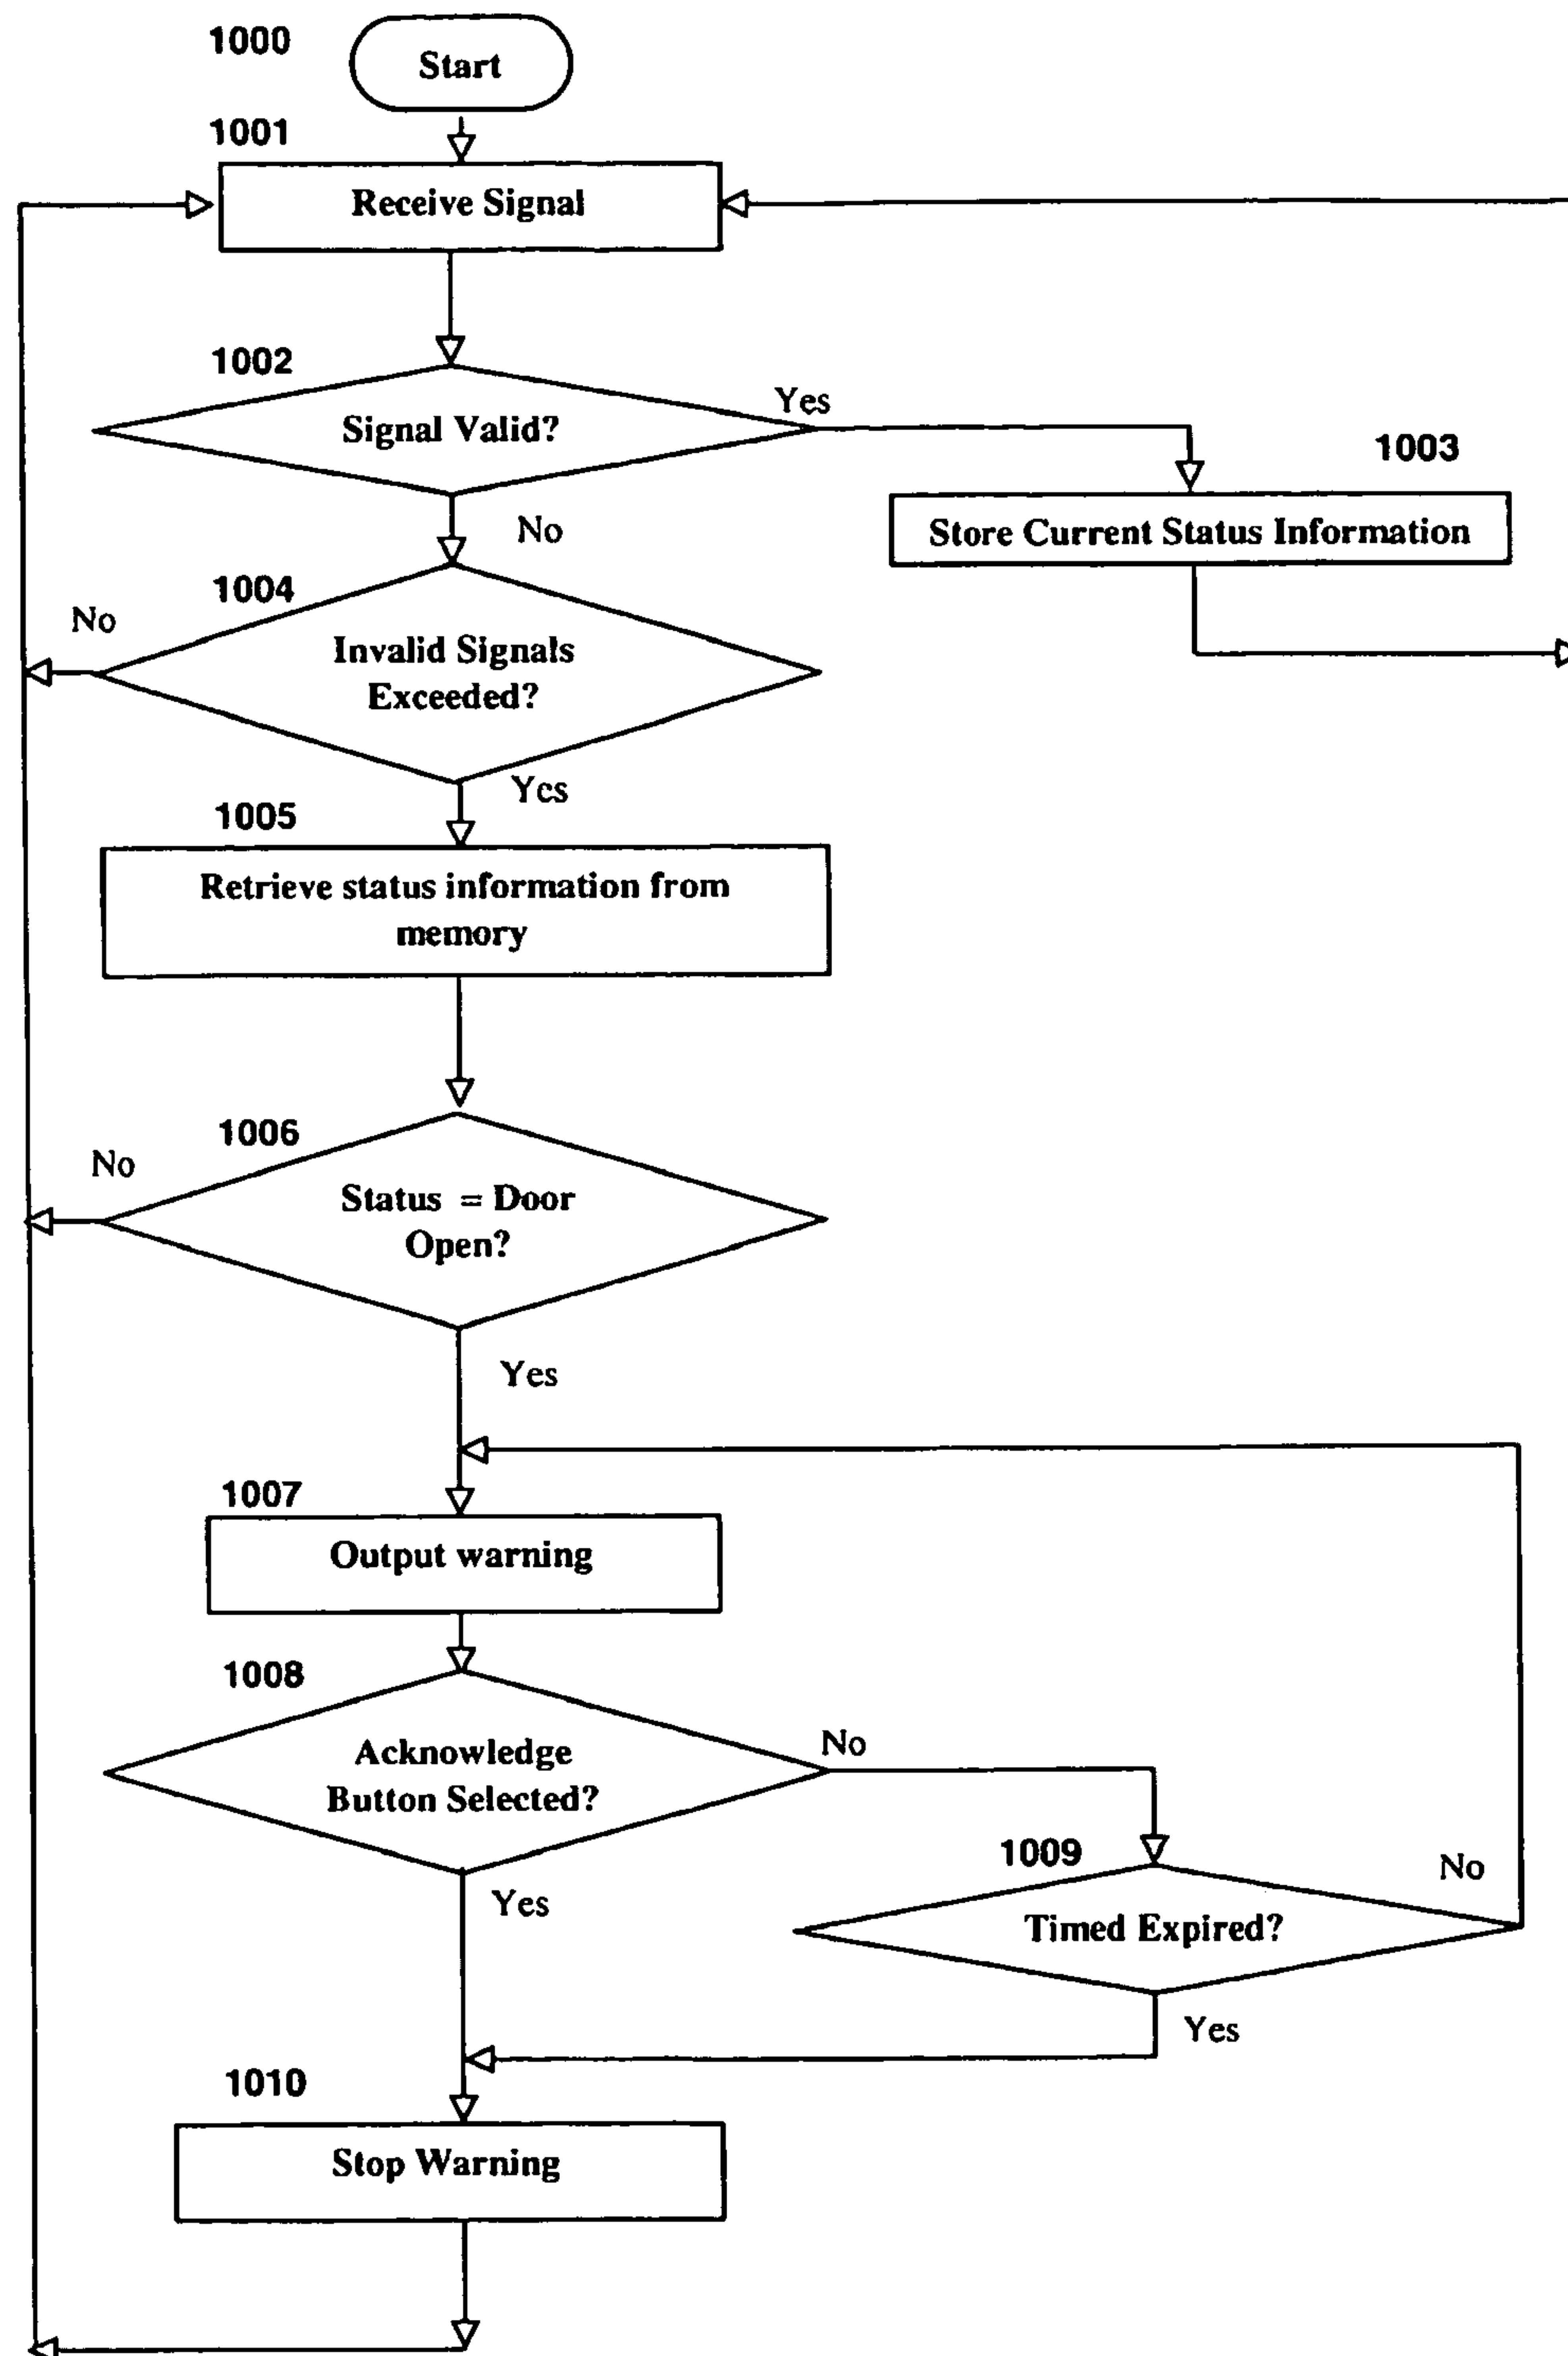 1000
Start
1001
Receive Signal
1002
Signal Valid?
Yes
1003
Store Current Status Information
No
1004
No
Invalid Signals
Exceeded?
Yes
1005
Retrieve status information from
memory
1006
No
Status = Door
Open?
Yes
1007
Output warning
1008
Acknowledge
Button Selected?
No
1009
No
Timed Expired?
Yes
Yes
1010
Stop Warning